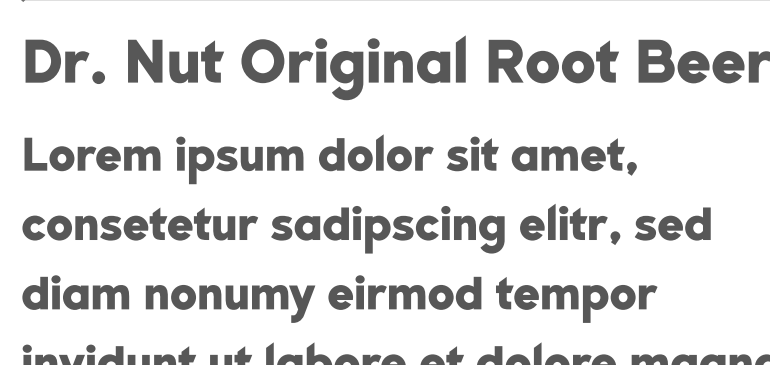 Dr. Nut Original Root Beer
Lorem ipsum dolor sit amet,
consetetur sadipscing elitr, sed
diam nonumy eirmod tempor
invidunt ut labore et dolore magna